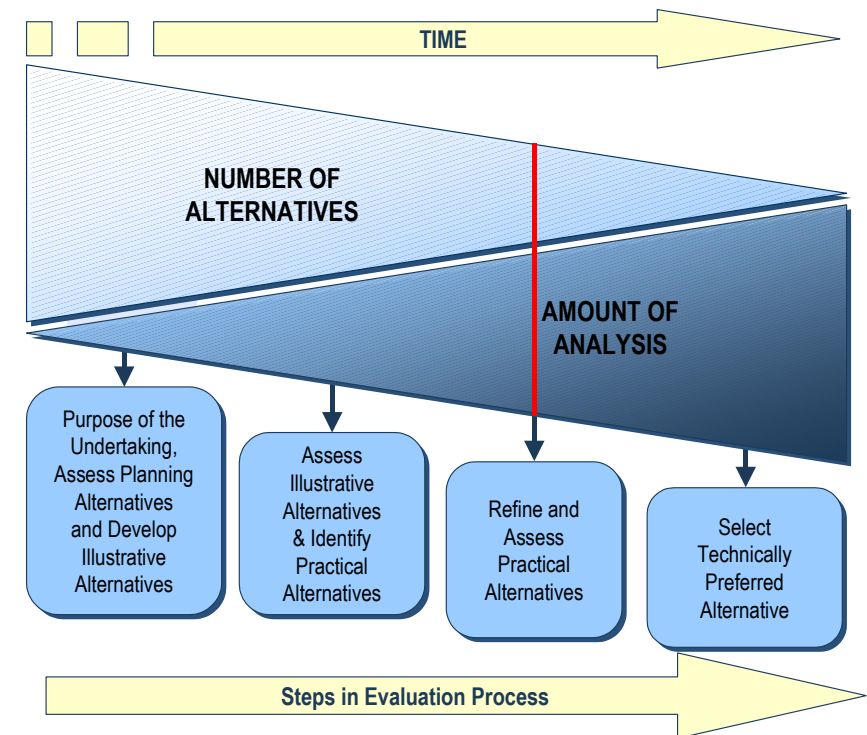 TIME
NUMBER OF
ALTERNATIVES
AMOUNT OF
ANALYSIS
Purpose of the
Undertaking,
Assess Planning
Alternatives
and Develop
Illustrative
Alternatives
Assess
Illustrative
Alternatives
& Identify
Practical
Alternatives
Refine and
Assess
Practical
Alternatives
Select
Technically
Preferred
Alternative
Steps in Evaluation Process